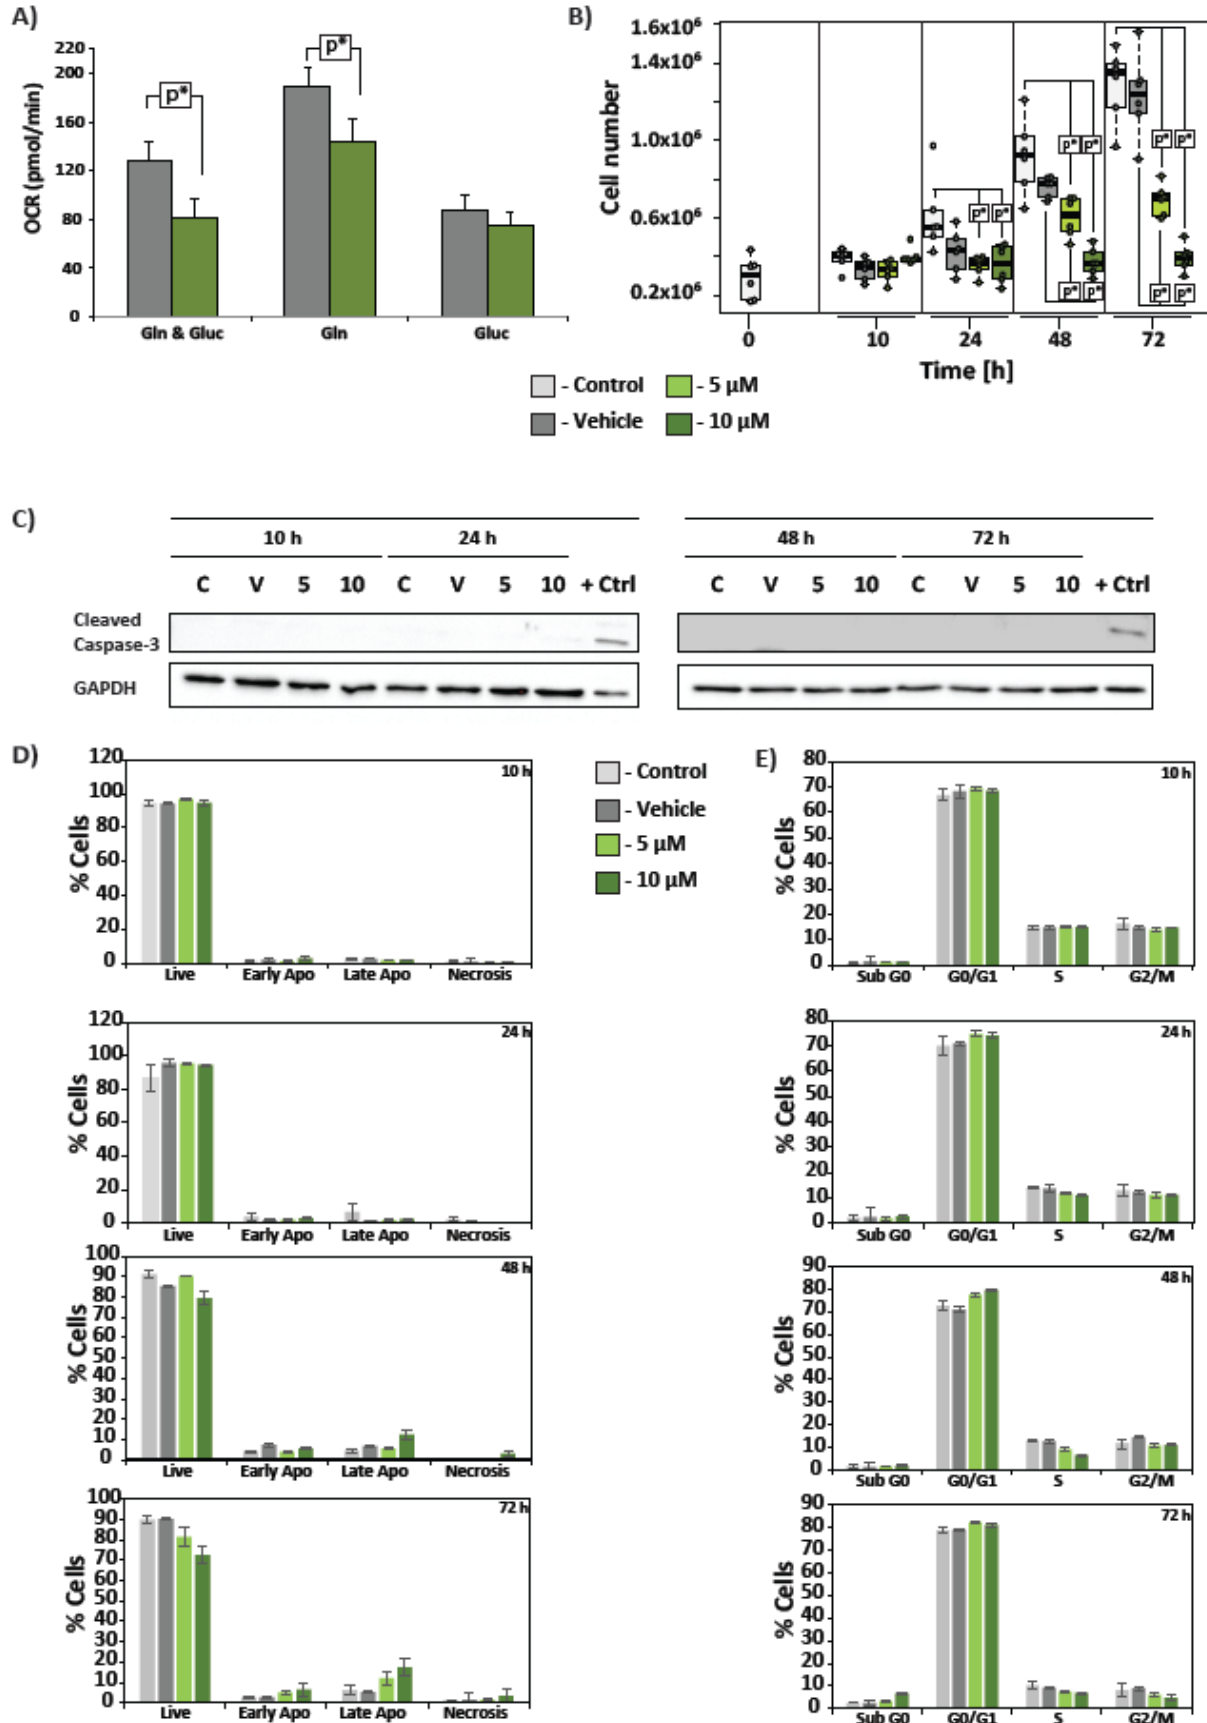 A)
220
200
160
120
80
40
0
OCR (pmol/min)
p*
p*
Gln & Gluc
Gln
Gluc
B)
1.6x10⁶
1.4x10⁶
1.0x10⁶
0.6x10⁶
0.2x10⁶
Cell number
p* p*
p* p*
p* p*
p* p*
p* p*
0 10 24 48 72
Time [h]
- Control - 5 µM
- Vehicle - 10 µM
C)
10 h 24 h 48 h 72 h
C V 5 10 C V 5 10 + Ctrl C V 5 10 C V 5 10 + Ctrl
Cleaved
Caspase-3
GAPDH
D)
120
100
80
60
40
20
0
% Cells
10 h
Live Early Apo Late Apo Necrosis
120
100
80
60
40
20
0
% Cells
24 h
Live Early Apo Late Apo Necrosis
100
90
80
70
60
50
40
30
20
10
0
% Cells
48 h
Live Early Apo Late Apo Necrosis
100
90
80
70
60
50
40
30
20
10
0
% Cells
72 h
Live Early Apo Late Apo Necrosis
- Control
- Vehicle
- 5 µM
- 10 µM
E)
80
70
60
50
40
30
20
10
0
% Cells
10 h
Sub G0 G0/G1 S G2/M
80
70
60
50
40
30
20
10
0
% Cells
24 h
Sub G0 G0/G1 S G2/M
90
80
70
60
50
40
30
20
10
0
% Cells
48 h
Sub G0 G0/G1 S G2/M
90
80
70
60
50
40
30
20
10
0
% Cells
72 h
Sub G0 G0/G1 S G2/M